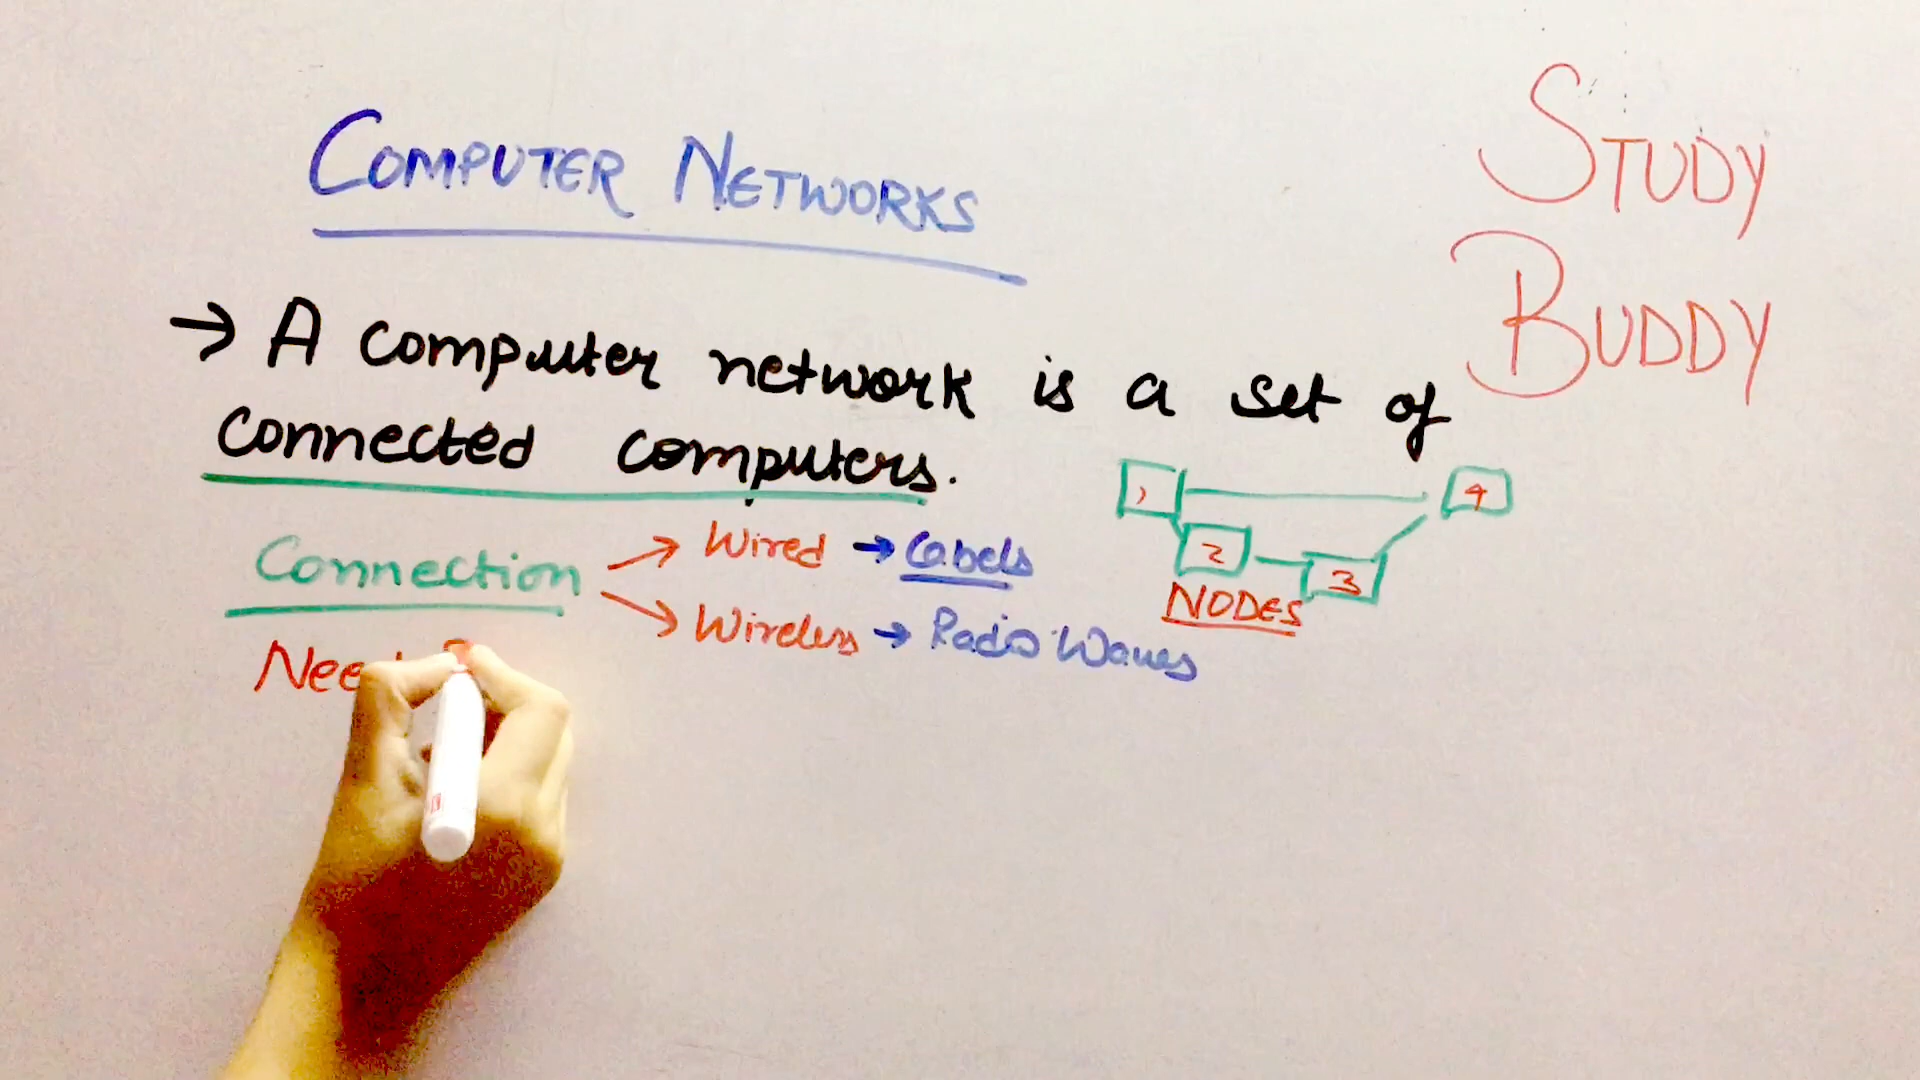 COMPUTER NETWORKS
STUDY
BUDDY
→ A computer network is a set of
connected computers.
1
4
2
3
NODES
Connection
→ Wired → Cabels
→ Wireless → Radio Waves